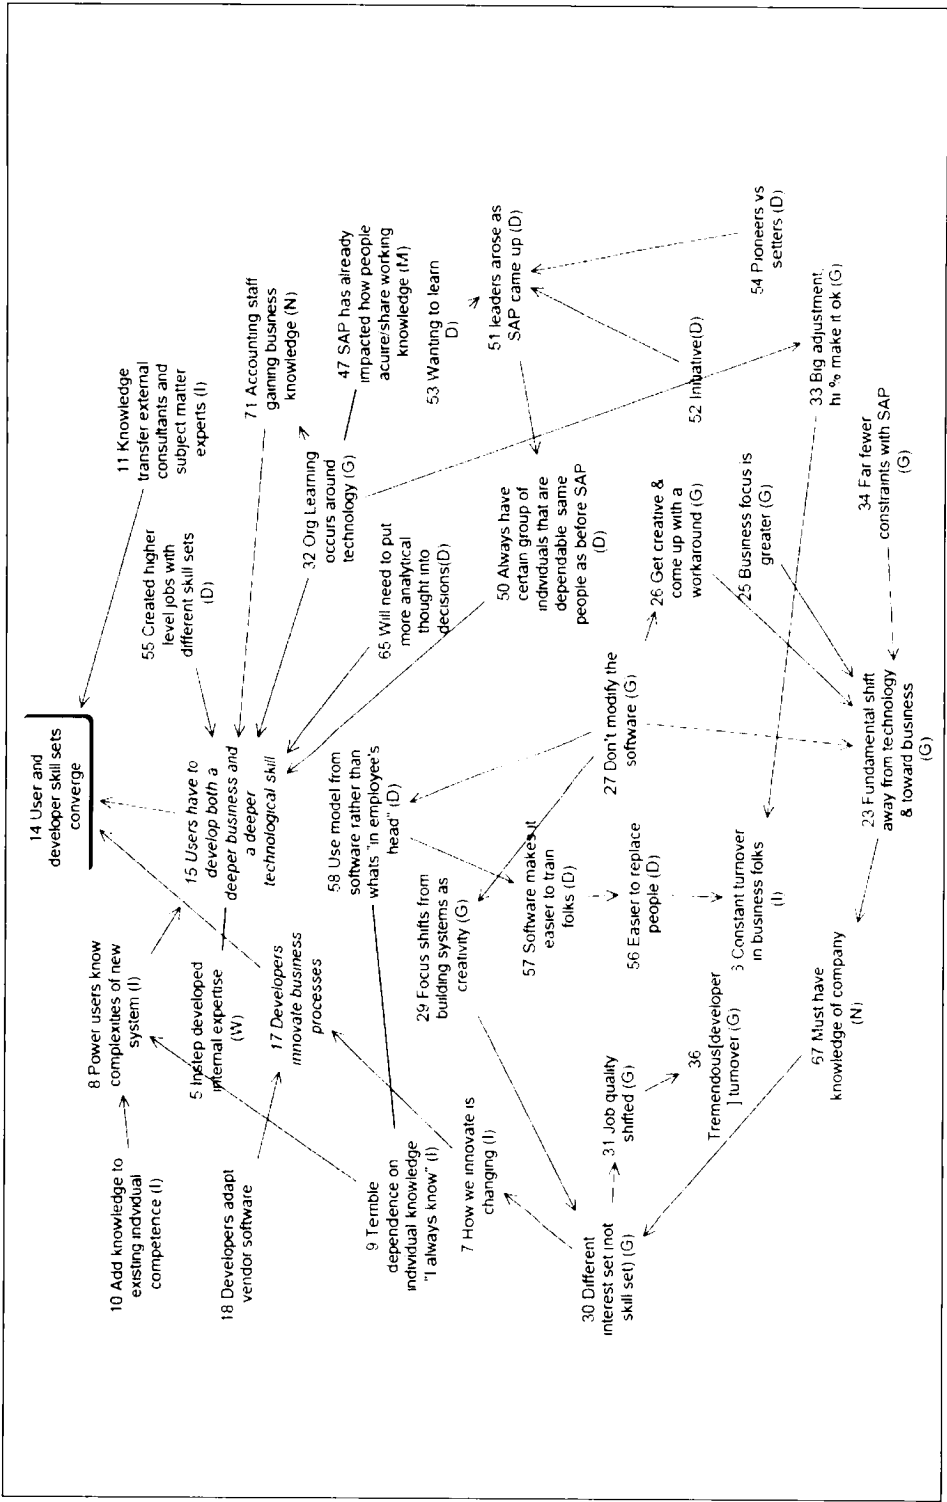 14 User and
developer skill sets
converge
10 Add knowledge to
existing indvidual
competence (I)
8 Power users know
complexities of new
system (I)
55 Created higher
level jobs with
different skill sets
(D)
11 Knowledge
transfer external
consultants and
subject matter
experts (I)
18 Developers adapt
vendor software
5 Instep developed
internal expertise
(W)
15 Users have to
develop both a
deeper business and
a deeper
technological skill
71 Accounting staff
gaining business
knowledge (N)
17 Developers
innovate business
processes
32 Org Learning
occurs around
technology (G)
47 SAP has already
impacted how people
acuire/share working
knowledge (M)
9 Terrible
dependence on
individual knowledge
"I always know" (I)
58 Use model from
software rather than
whats "in employee's
head" (D)
65 Will need to put
more analytical
thought into
decisions(D)
53 Wanting to learn
D)
7 How we innovate is
changing (I)
29 Focus shifts from
building systems as
creativity (G)
50 Always have
certain group of
individuals that are
dependable same
people as before SAP
(D)
51 leaders arose as
SAP came up (D)
57 Software makes it
easier to train
folks (D)
27 Don't modify the
software (G)
30 Different
interest set (not
skill set) (G)
31 Job quality
shifted (G)
56 Easier to replace
people (D)
26 Get creative &
come up with a
workaround (G)
52 Initiative(D)
54 Pioneers vs
setters (D)
36
Tremendous[developer
] turnover (G)
3 Constant turnover
in business folks
(I)
25 Business focus is
greater (G)
33 Big adjustment,
hi % make it ok (G)
67 Must have
knowledge of company
(N)
23 Fundamental shift
away from technology
& toward business
(G)
34 Far fewer
constraints with SAP
(G)